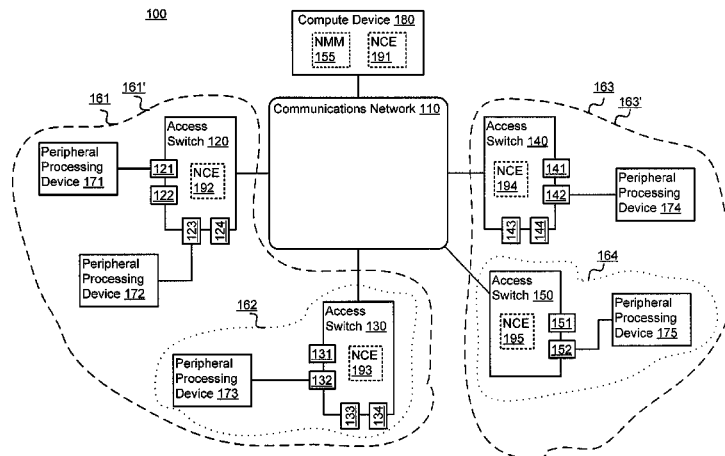 100
Compute Device 180
NMM
155
NCE
191
161
161'
163
163'
Communications Network 110
Access
Switch 120
NCE
192
121
122
123
124
Peripheral
Processing
Device 171
Peripheral
Processing
Device 172
Access
Switch 140
NCE
194
141
142
143
144
Peripheral
Processing
Device 174
162
Access
Switch 130
NCE
193
131
132
133
134
Peripheral
Processing
Device 173
164
Access
Switch 150
NCE
195
151
152
Peripheral
Processing
Device 175